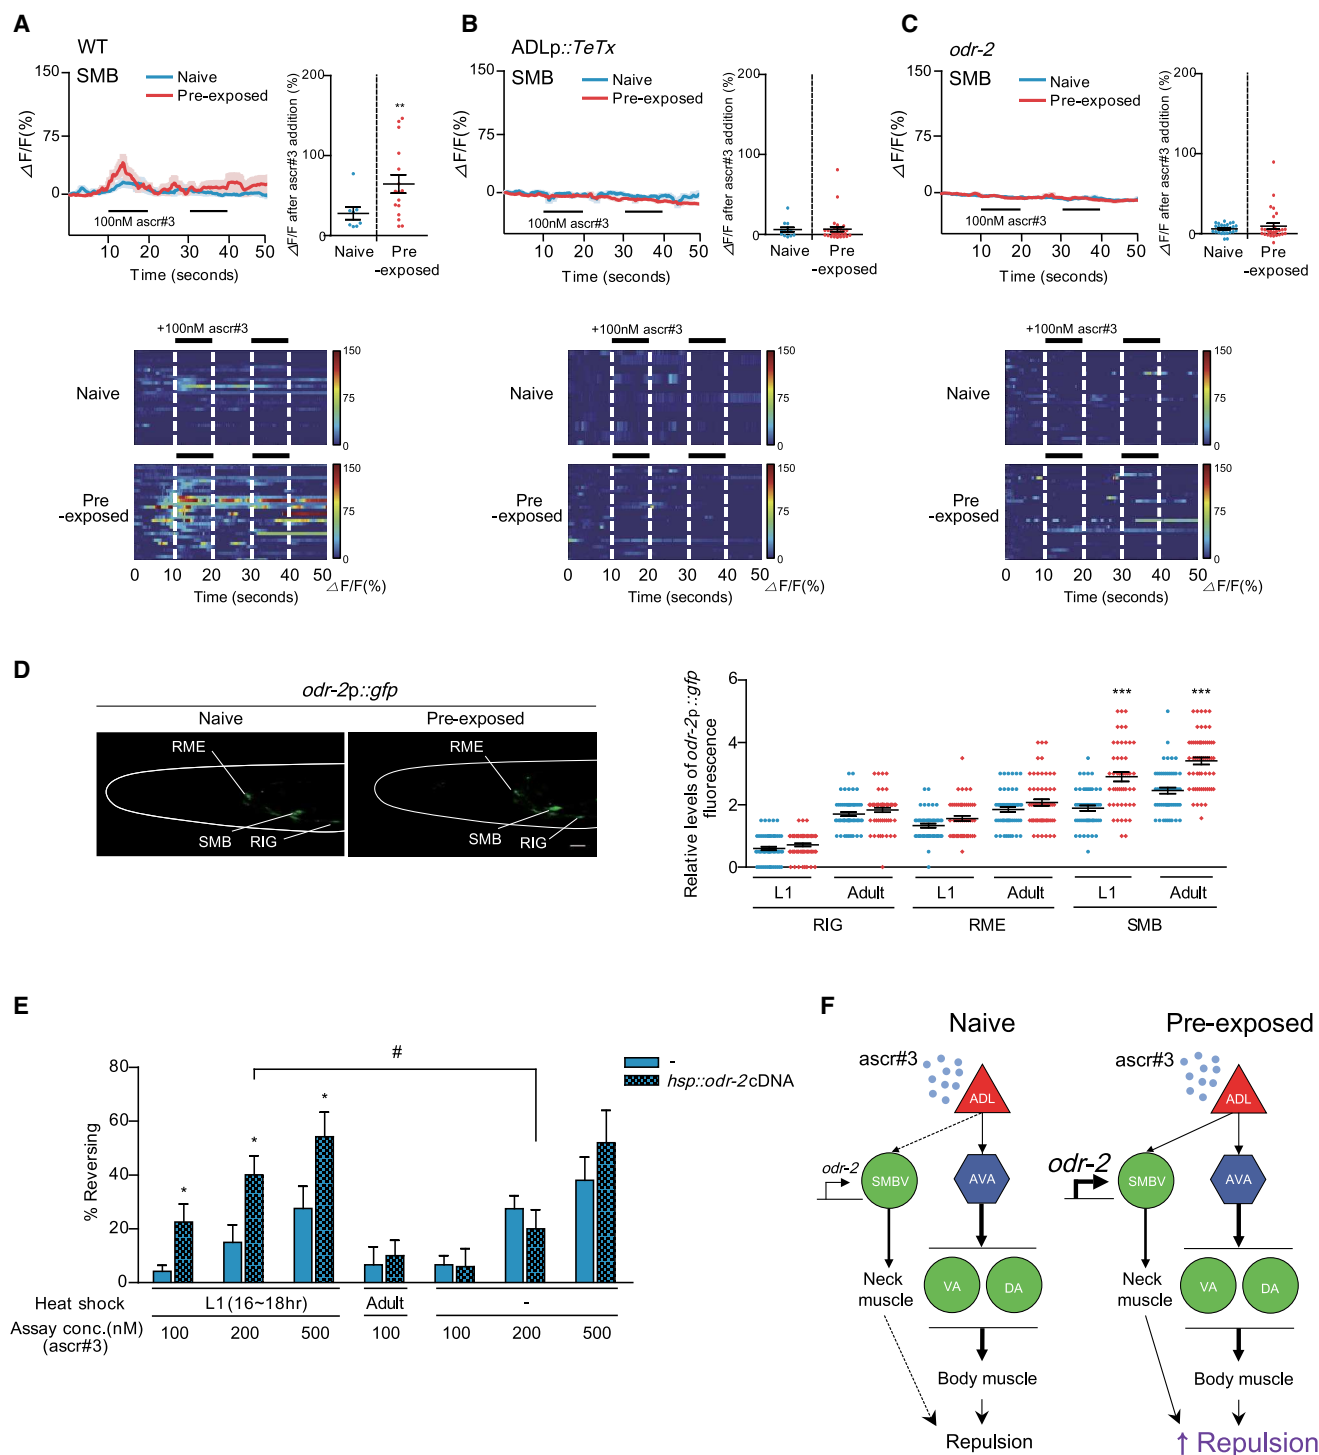 A
WT
SMB
Naive
Pre-exposed
△F/F(%)
150
75
0
100nM ascr#3
10 20 30 40 50
Time (seconds)
△F/F after ascr#3 addition (%)
200
100
0
**
Naive Pre
-exposed
+100nM ascr#3
Naive
150
75
0
Pre
-exposed
150
75
0
0 10 20 30 40 50
△F/F(%)
Time (seconds)
B
ADLp::TeTx
SMB
Naive
Pre-exposed
△F/F(%)
150
75
0
100nM ascr#3
10 20 30 40 50
Time (seconds)
△F/F after ascr#3 addition (%)
200
100
0
Naive Pre
-exposed
+100nM ascr#3
Naive
150
75
0
Pre
-exposed
150
75
0
0 10 20 30 40 50
△F/F(%)
Time (seconds)
C
odr-2
SMB
Naive
Pre-exposed
△F/F(%)
150
75
0
100nM ascr#3
10 20 30 40 50
Time (seconds)
△F/F after ascr#3 addition (%)
200
100
0
Naive Pre
-exposed
+100nM ascr#3
Naive
150
75
0
Pre
-exposed
150
75
0
0 10 20 30 40 50
△F/F(%)
Time (seconds)
D
odr-2p::gfp
Naive Pre-exposed
RME
SMB RIG
RME
SMB
RIG
Relative levels of odr-2p::gfp
fluorescence
6
4
2
0
*** ***
L1 Adult L1 Adult L1 Adult
RIG RME SMB
E
-
hsp::odr-2 cDNA
#
% Reversing
80
60
40
20
0
* * *
Heat shock L1 (16~18hr) Adult -
Assay conc.(nM) 100 200 500 100 100 200 500
(ascr#3)
F
Naive
ascr#3
ADL
odr-2
SMBV
AVA
VA DA
Neck
muscle
Body muscle
Repulsion
Pre-exposed
ascr#3
ADL
odr-2
SMBV
AVA
VA DA
Neck
muscle
Body muscle
↑ Repulsion